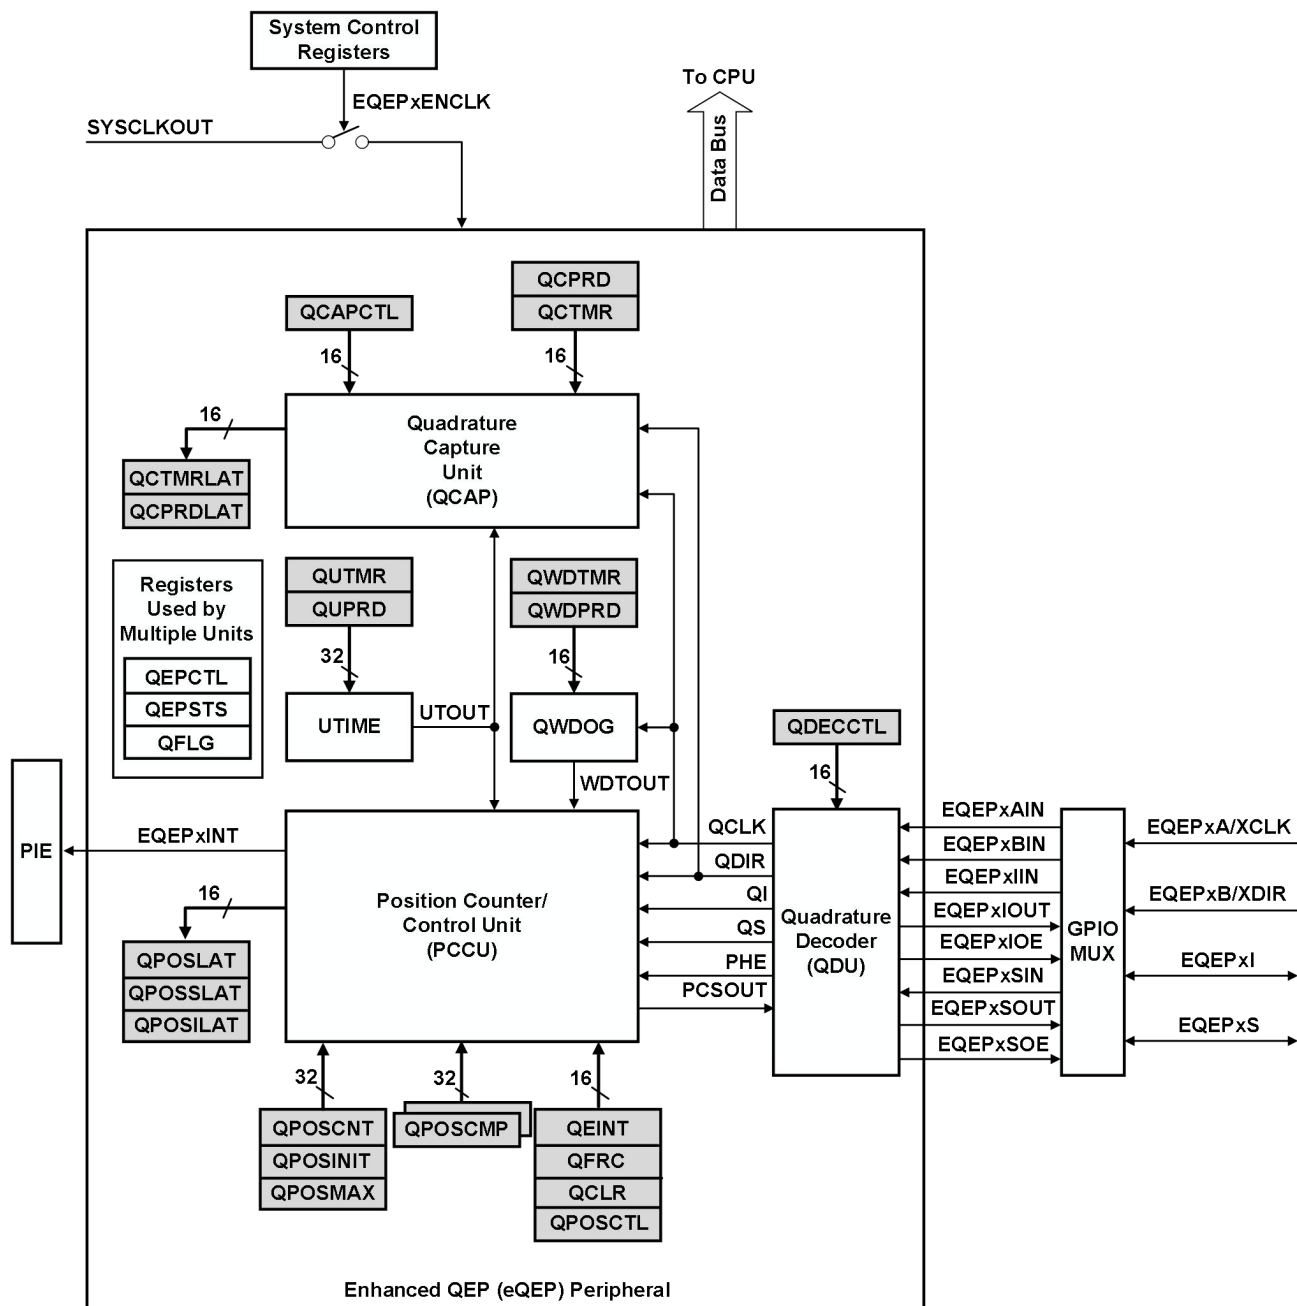 System Control
Registers
To CPU
EQEPxENCLK
SYSCLKOUT
Data Bus
QCPRD
QCAPCTL
QCTMR
16
16
16
Quadrature
Capture
Unit
(QCAP)
QCTMRLAT
QCPRDLAT
Registers
Used by
Multiple Units
QEPCTL
QEPSTS
QFLG
QUTMR
QUPRD
QWDTMR
QWDPRD
32
16
UTIME
UTOUT
QWDOG
QDECCTL
WDTOUT
16
PIE
EQEPxINT
16
Position Counter/
Control Unit
(PCCU)
QCLK
QDIR
QI
QS
PHE
PCSOUT
Quadrature
Decoder
(QDU)
EQEPxAIN
EQEPxBIN
EQEPxIIN
EQEPxIOUT
EQEPxIOE
EQEPxSIN
EQEPxSOUT
EQEPxSOE
GPIO
MUX
EQEPxA/XCLK
EQEPxB/XDIR
EQEPxI
EQEPxS
QPOSLAT
QPOSSLAT
QPOSILAT
32
32
16
QPOSCNT
QPOSINIT
QPOSMAX
QPOSCMP
QEINT
QFRC
QCLR
QPOSCTL
Enhanced QEP (eQEP) Peripheral